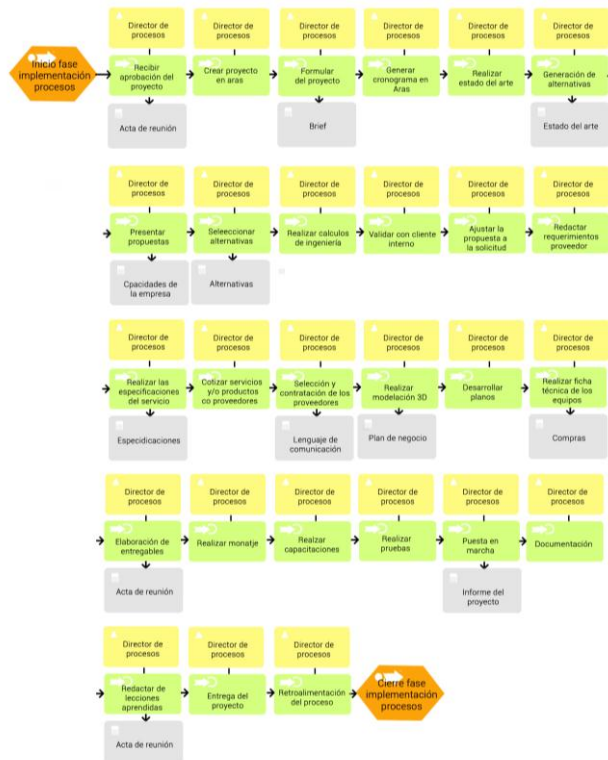 Director de
procesos
Director de
procesos
Director de
procesos
Director de
procesos
Director de
procesos
Director de
procesos
Inicio fase
implementación
procesos
Recibir
aprobación del
proyecto
Crear proyecto
en aras
Formular
del proyecto
Generar
cronograma en
Aras
Realizar
estado del arte
Generación de
alternativas
Acta de reunión
Brief
Estado del arte
Director de
procesos
Director de
procesos
Director de
procesos
Director de
procesos
Director de
procesos
Director de
procesos
Presentar
propuestas
Seleeccionar
alternativas
Realizar calculos
de ingeniería
Validar con cliente
interno
Ajustar la
propuesta a
la solicitud
Redactar
requerimientos
proveedor
Cpacidades de
la empresa
Alternativas
Director de
procesos
Director de
procesos
Director de
procesos
Director de
procesos
Director de
procesos
Director de
procesos
Realizar las
especificaciones
del servicio
Cotizar servicios
y/o productos
co proveedores
Selección y
contratación de los
proveedores
Realizar
modelación 3D
Desarrollar
planos
Realizar ficha
técnica de los
equipos
Especidicaciones
Lenguaje de
comunicación
Plan de negocio
Compras
Director de
procesos
Director de
procesos
Director de
procesos
Director de
procesos
Director de
procesos
Director de
procesos
Elaboración de
entregables
Realizar monatje
Realzar
capacitaciones
Realizar
pruebas
Puesta en
marcha
Documentación
Acta de reunión
Informe del
proyecto
Director de
procesos
Director de
procesos
Director de
procesos
Redactar de
lecciones
aprendidas
Entrega del
proyecto
Retroalimentación
del proceso
Cierre fase
implementación
procesos
Acta de reunión